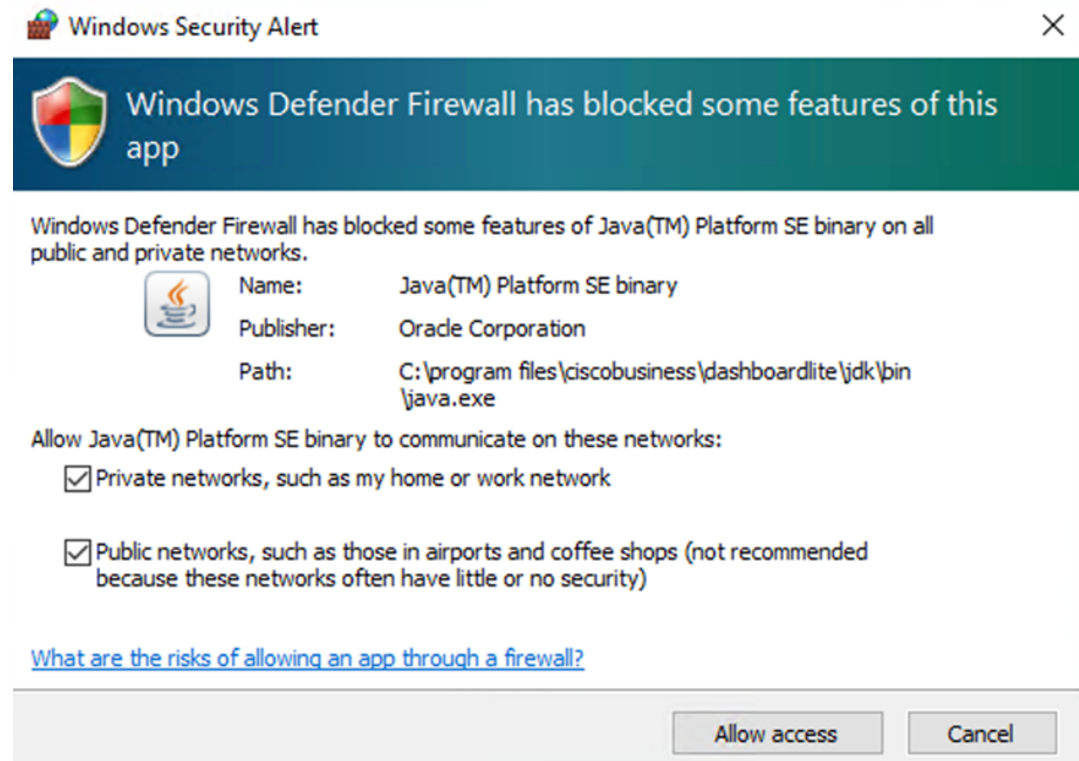 Windows Security Alert
Windows Defender Firewall has blocked some features of this
app
Windows Defender Firewall has blocked some features of Java(TM) Platform SE binary on all
public and private networks.
Name: Java(TM) Platform SE binary
Publisher: Oracle Corporation
Path: C:\program files\ciscobusiness\dashboardlite\jdk\bin
\java.exe
Allow Java(TM) Platform SE binary to communicate on these networks:
Private networks, such as my home or work network
Public networks, such as those in airports and coffee shops (not recommended
because these networks often have little or no security)
What are the risks of allowing an app through a firewall?
Allow access Cancel